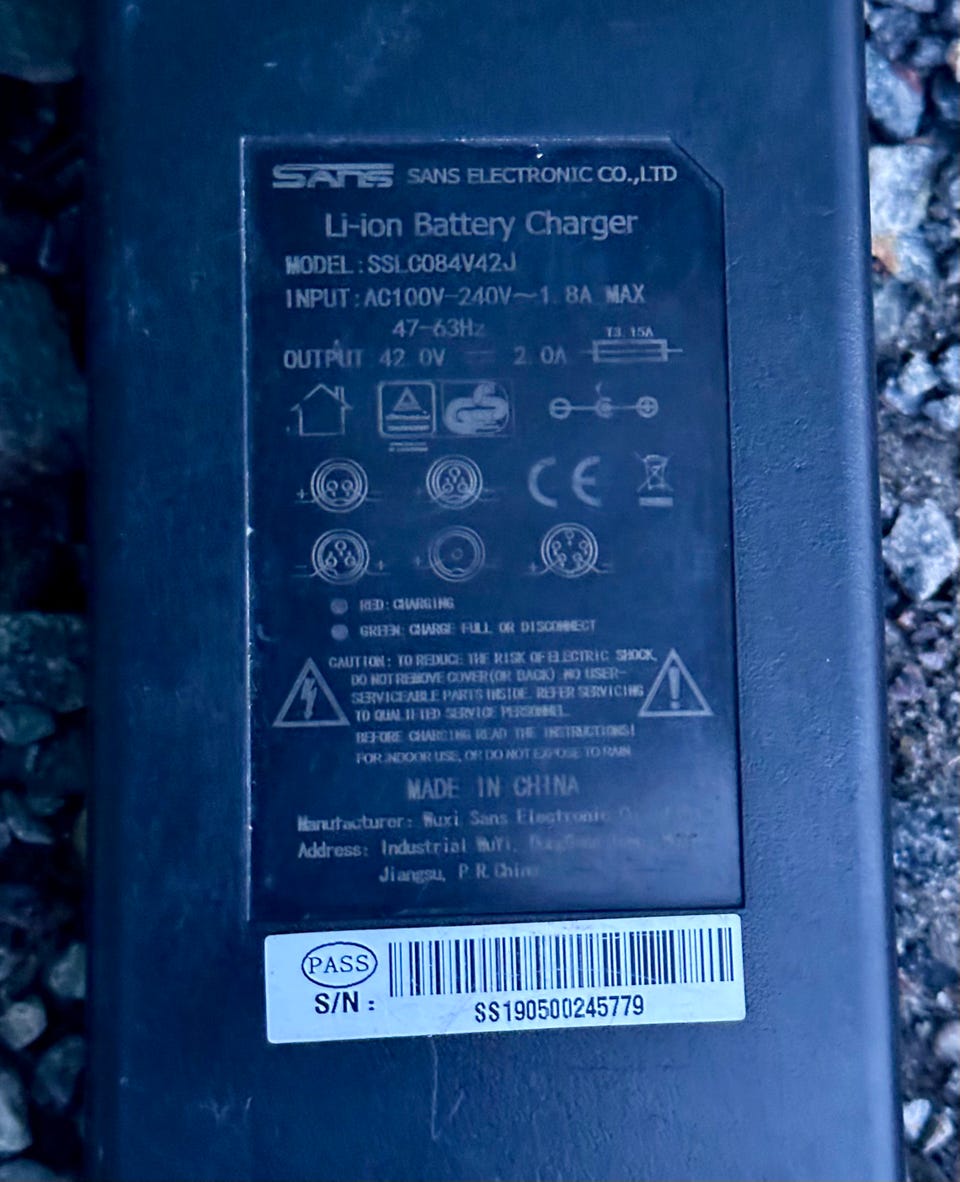 SANS SANS ELECTRONIC CO.,LTD
Li-ion Battery Charger
MODEL:SSLC084V42J
INPUT:AC100V-240V~1.8A MAX
47-63Hz
T3.15A
OUTPUT 42.0V 2.0A
CE
RED: CHARGING
GREEN: CHARGE FULL OR DISCONNECT
CAUTION: TO REDUCE THE RISK OF ELECTRIC SHOCK,
DO NOT REMOVE COVER(OR BACK) .NO USER-
SERVICEABLE PARTS INSIDE. REFER SERVICING
TO QUALIFIED SERVICE PERSONNEL.
BEFORE CHARGING READ THE INSTRUCTIONS!
FOR INDOOR USE, OR DO NOT EXPOSE TO RAIN
MADE IN CHINA
Manufacturer: Wuxi Sans Electronic
Address: Industrial WuYi,
Jiangsu, P.R.China
PASS
S/N:
SS190500245779